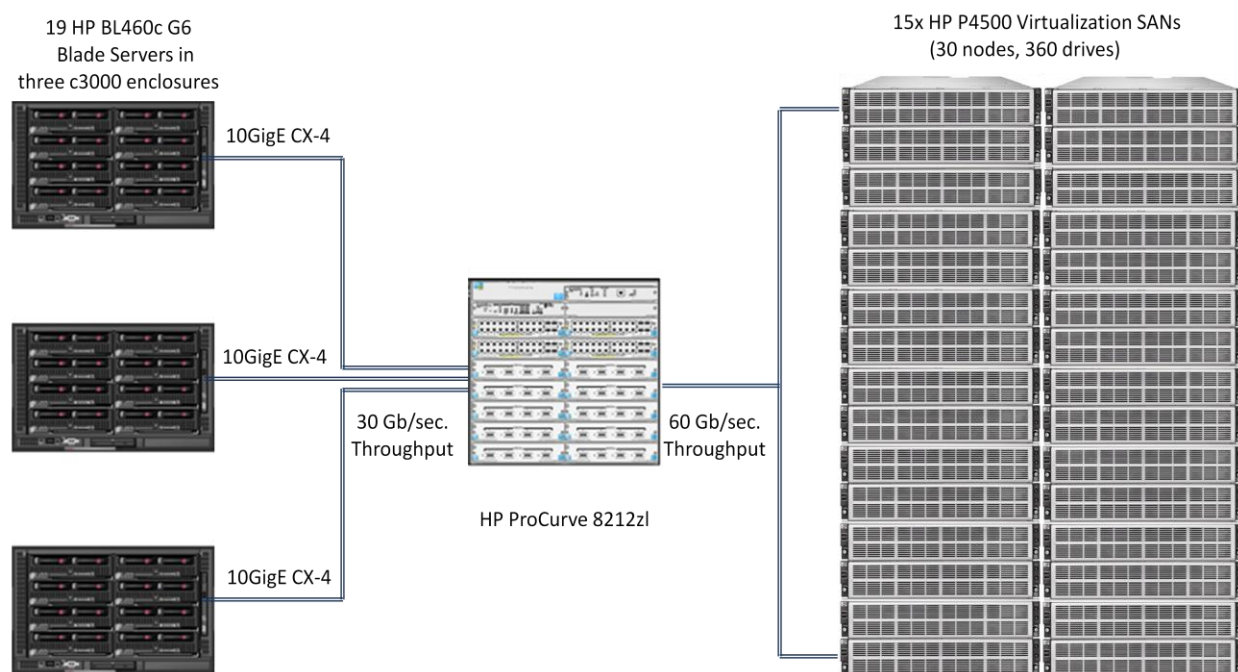 19 HP BL460c G6
Blade Servers in
three c3000 enclosures
15x HP P4500 Virtualization SANs
(30 nodes, 360 drives)
10GigE CX-4
10GigE CX-4
30 Gb/sec.
Throughput
60 Gb/sec.
Throughput
HP ProCurve 8212zl
10GigE CX-4